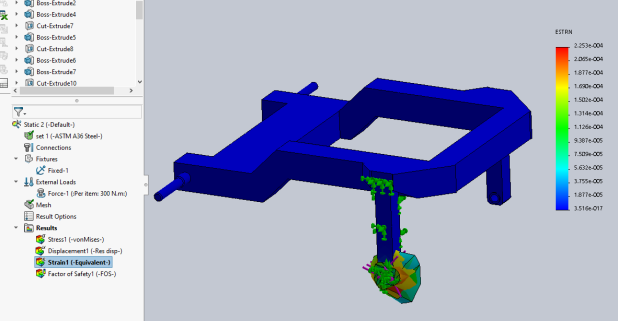 Boss-Extrude2
Boss-Extrude4
Cut-Extrude7
Boss-Extrude5
Cut-Extrude8
Boss-Extrude6
Boss-Extrude7
Cut-Extrude10
Static 2 (-Default-)
set 1 (-ASTM A36 Steel-)
Connections
Fixtures
Fixed-1
External Loads
Force-1 (:Per item: 300 N.m:)
Mesh
Result Options
Results
Stress1 (-vonMises-)
Displacement1 (-Res disp-)
Strain1 (-Equivalent-)
Factor of Safety1 (-FOS-)
ESTRN
2.253e-004
2.065e-004
1.877e-004
1.690e-004
1.502e-004
1.314e-004
1.126e-004
9.387e-005
7.509e-005
5.632e-005
3.755e-005
1.877e-005
3.516e-017